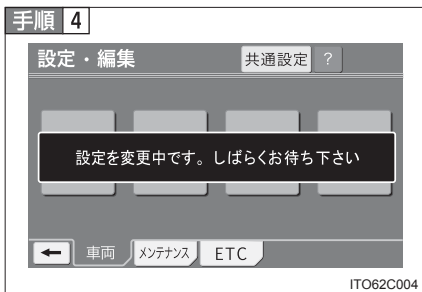 手順 4
設定・編集 共通設定 ?
設定を変更中です。しばらくお待ち下さい
車両 メンテナンス ETC
ITO62C004